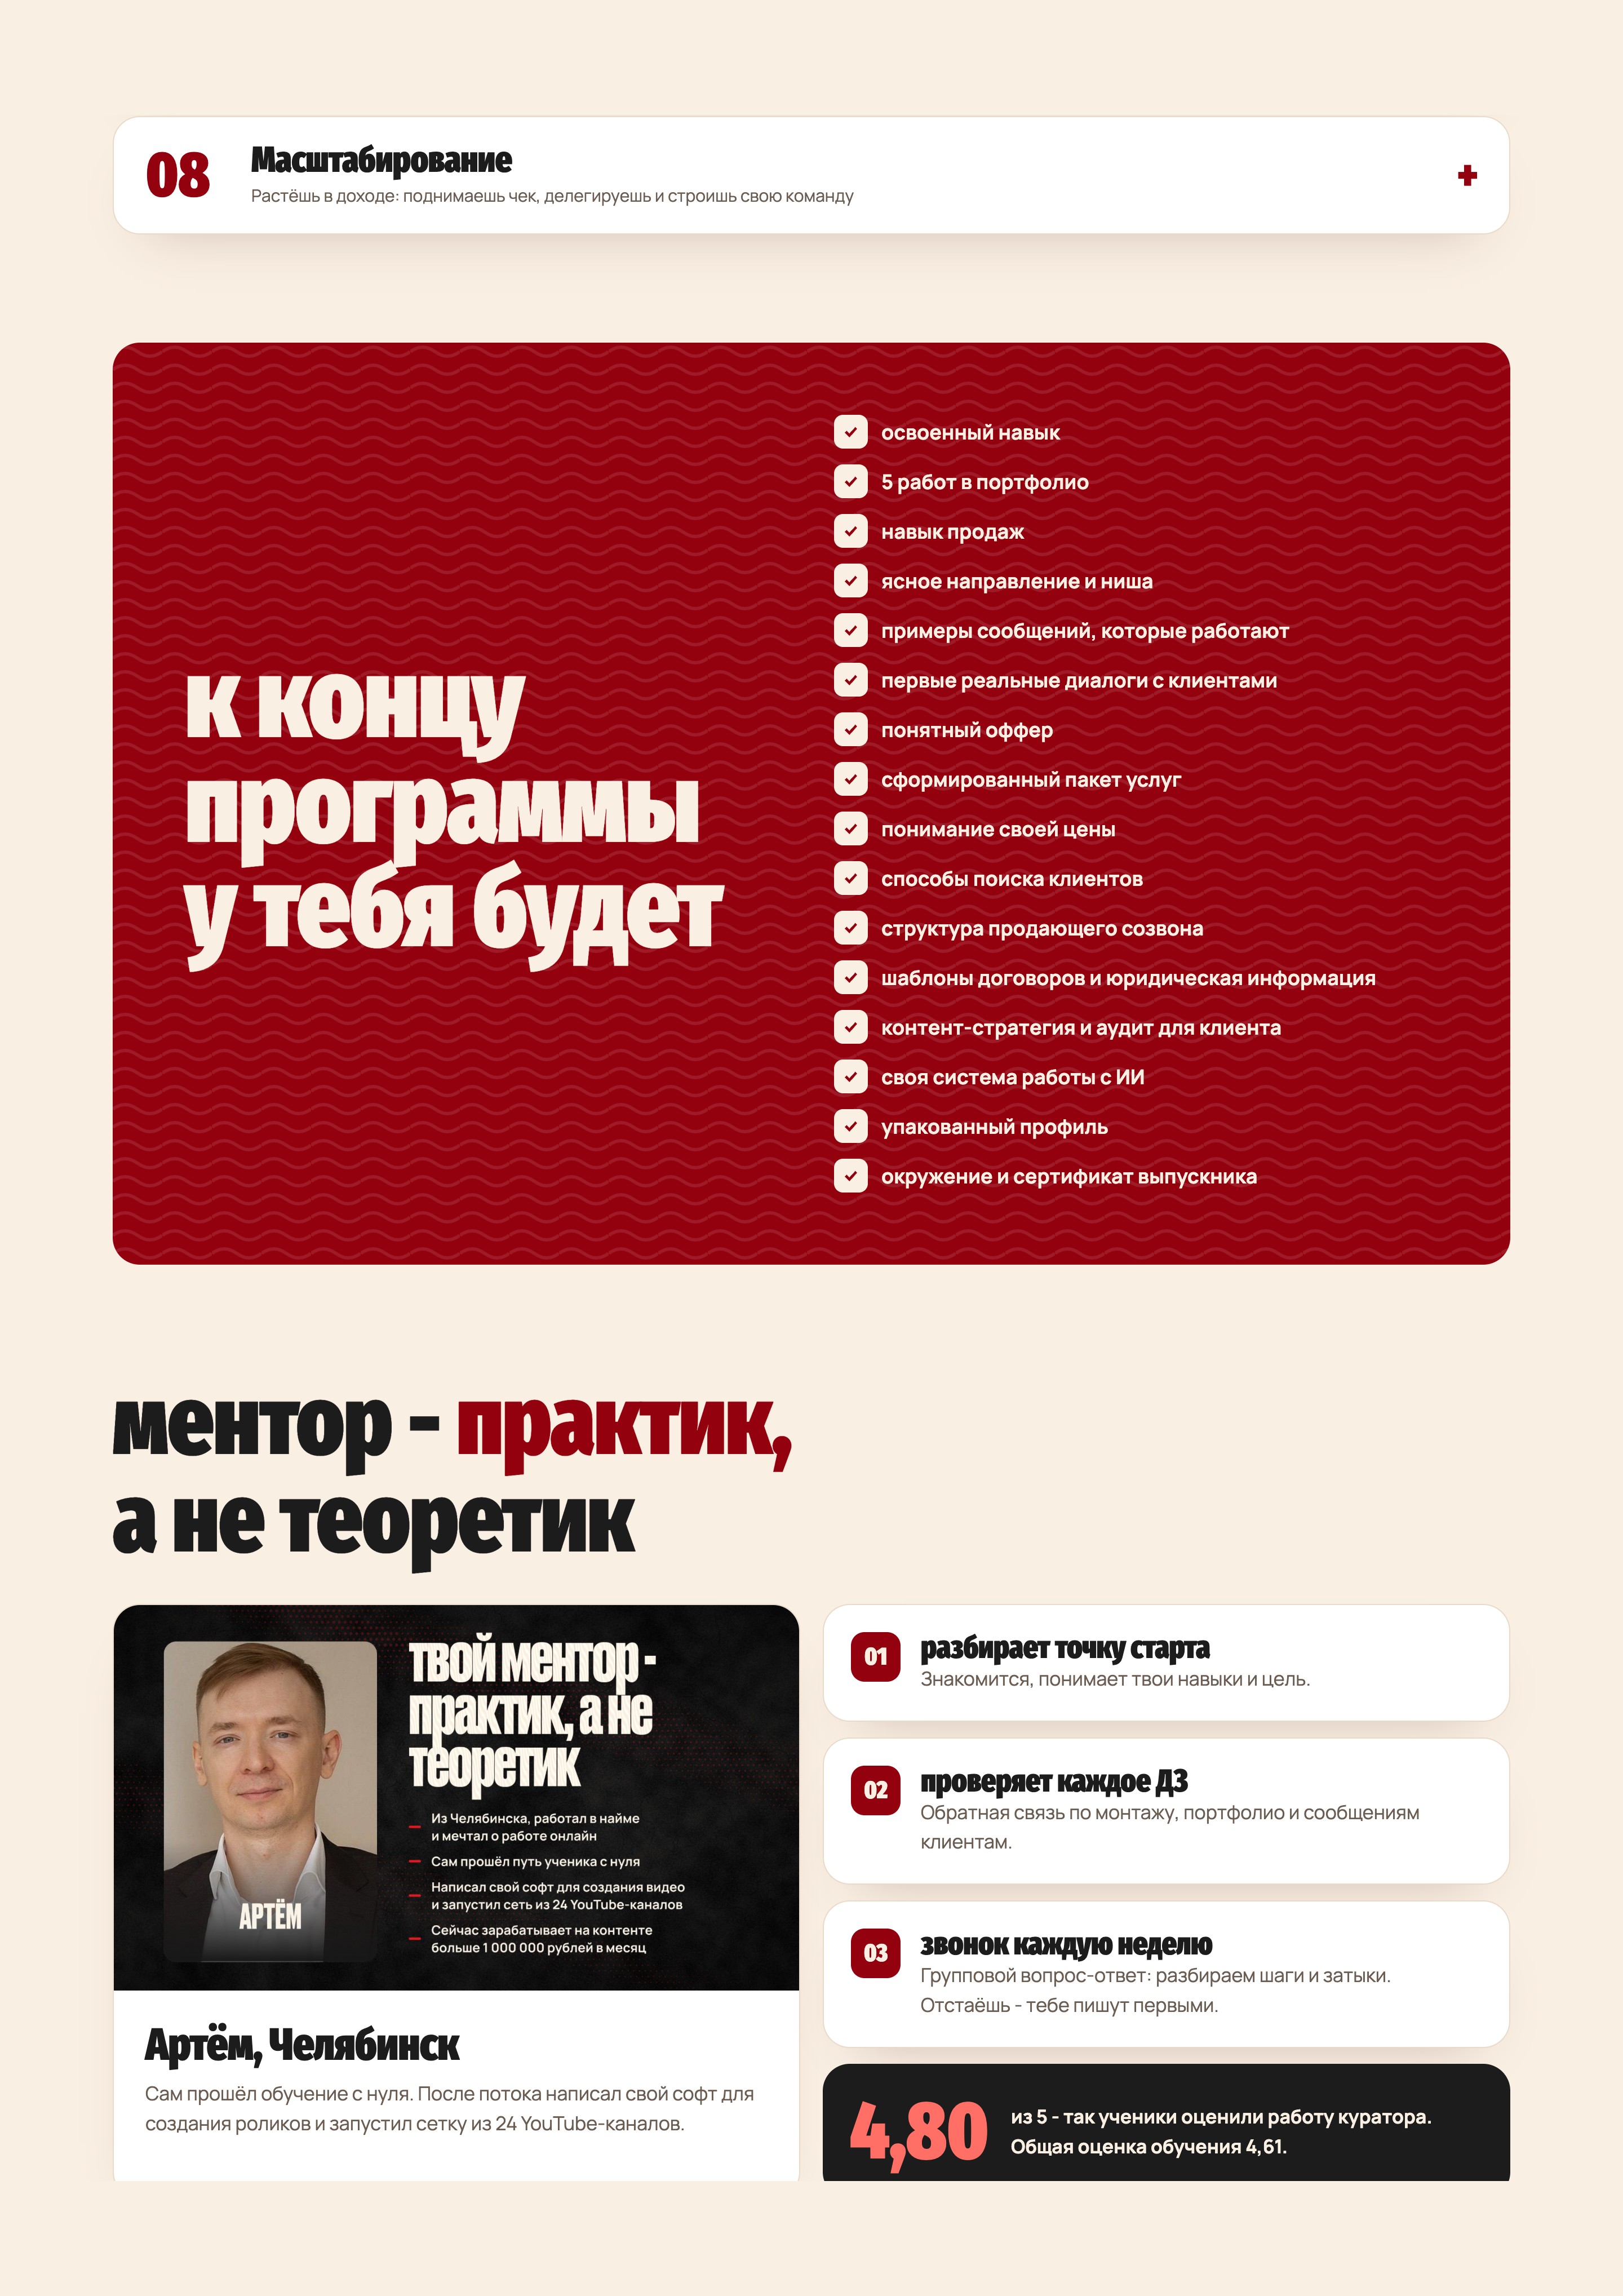 08
Масштабирование
Растёшь в доходе: поднимаешь чек, делегируешь и строишь свою команду
+
к концу
программы
у тебя будет
освоенный навык
5 работ в портфолио
навык продаж
ясное направление и ниша
примеры сообщений, которые работают
первые реальные диалоги с клиентами
понятный оффер
сформированный пакет услуг
понимание своей цены
способы поиска клиентов
структура продающего созвона
шаблоны договоров и юридическая информация
контент-стратегия и аудит для клиента
своя система работы с ИИ
упакованный профиль
окружение и сертификат выпускника
ментор - практик,
а не теоретик
твой ментор -
практик, а не
теоретик
Из Челябинска, работал в найме
и мечтал о работе онлайн
Сам прошёл путь ученика с нуля
Написал свой софт для создания видео
и запустил сеть из 24 YouTube-каналов
Сейчас зарабатывает на контенте
больше 1 000 000 рублей в месяц
АРТЁМ
Артём, Челябинск
Сам прошёл обучение с нуля. После потока написал свой софт для
создания роликов и запустил сетку из 24 YouTube-каналов.
01
разбирает точку старта
Знакомится, понимает твои навыки и цель.
02
проверяет каждое ДЗ
Обратная связь по монтажу, портфолио и сообщениям
клиентам.
03
звонок каждую неделю
Групповой вопрос-ответ: разбираем шаги и затыки.
Отстаёшь - тебе пишут первыми.
4,80
из 5 - так ученики оценили работу куратора.
Общая оценка обучения 4,61.